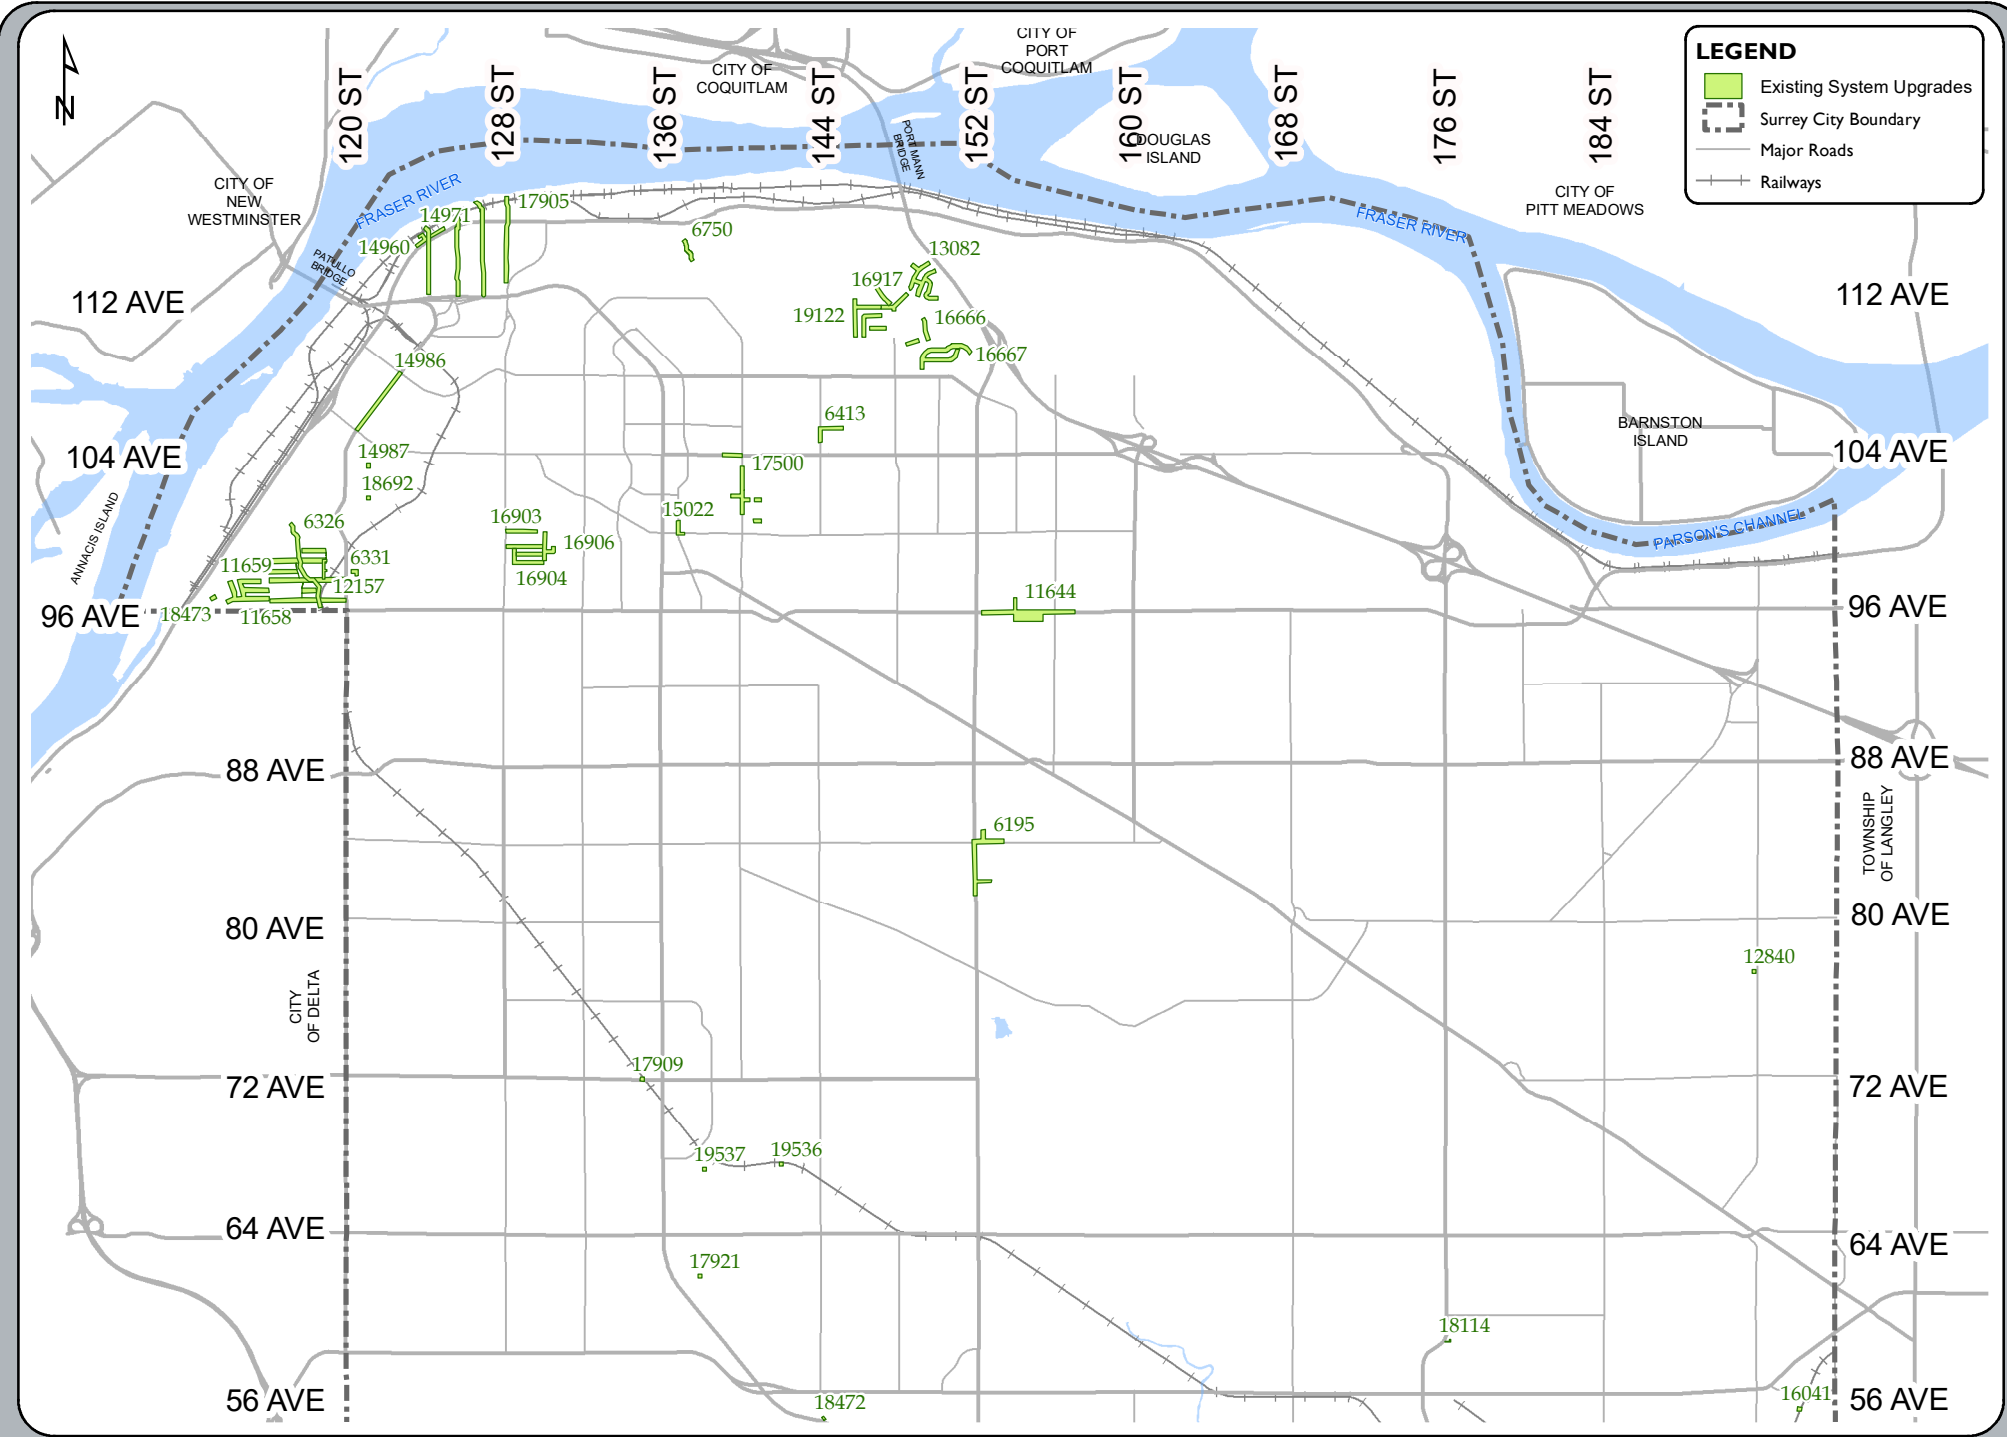 CITY OF
PORT
COQUITLAM
CITY OF
COQUITLAM
LEGEND
Existing System Upgrades
Surrey City Boundary
Major Roads
Railways
N
120 ST
128 ST
136 ST
144 ST
152 ST
160 ST
168 ST
176 ST
184 ST
PORT MANN
BRIDGE
DOUGLAS
ISLAND
CITY OF
NEW
WESTMINSTER
CITY OF
PITT MEADOWS
FRASER RIVER
FRASER RIVER
PATULLO
BRIDGE
14971
17905
14960
6750
13082
16917
19122
16666
16667
112 AVE
112 AVE
14986
6413
BARNSTON
ISLAND
104 AVE
104 AVE
14987
17500
18692
ANNACIS ISLAND
15022
16903
16906
16904
6326
6331
11659
12157
PARSON'S CHANNEL
11644
96 AVE
18473
11658
96 AVE
88 AVE
88 AVE
TOWNSHIP
OF LANGLEY
6195
80 AVE
80 AVE
12840
CITY
OF DELTA
17909
72 AVE
72 AVE
19537
19536
64 AVE
64 AVE
17921
18114
56 AVE
18472
16041
56 AVE